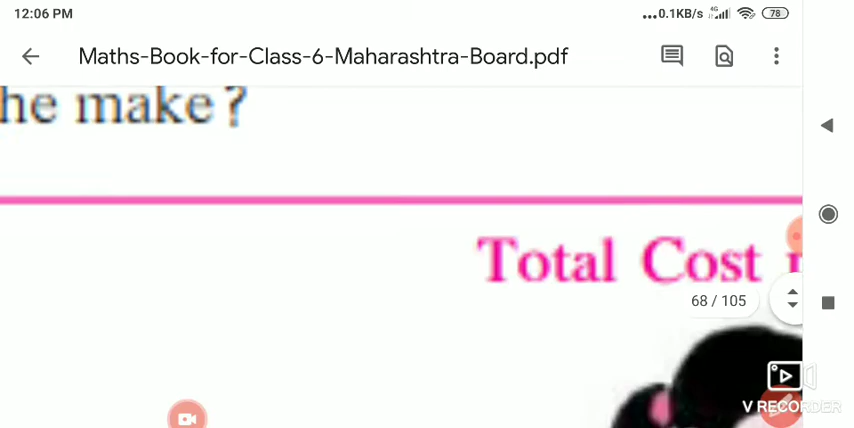 12:06 PM
...0.1KB/s 4G 78
Maths-Book-for-Class-6-Maharashtra-Board.pdf
he make?
Total Cost
68 / 105
V RECORDER